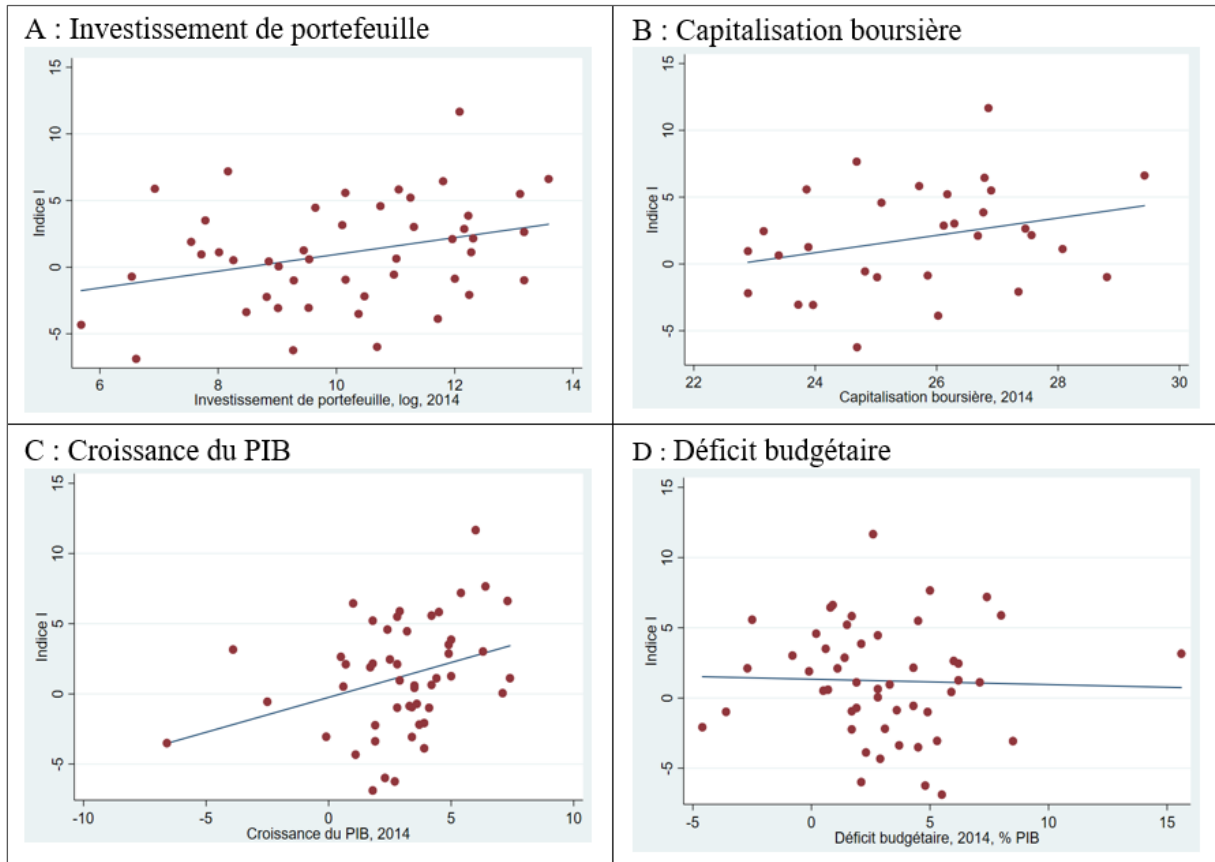 A : Investissement de portefeuille
Indice I
15
10
5
0
-5
6 8 10 12 14
Investissement de portefeuille, log, 2014
B : Capitalisation boursière
Indice I
15
10
5
0
-5
22 24 26 28 30
Capitalisation boursière, 2014
C : Croissance du PIB
Indice I
15
10
5
0
-5
-10 -5 0 5 10
Croissance du PIB, 2014
D : Déficit budgétaire
Indice I
15
10
5
0
-5
-5 0 5 10 15
Déficit budgétaire, 2014, % PIB